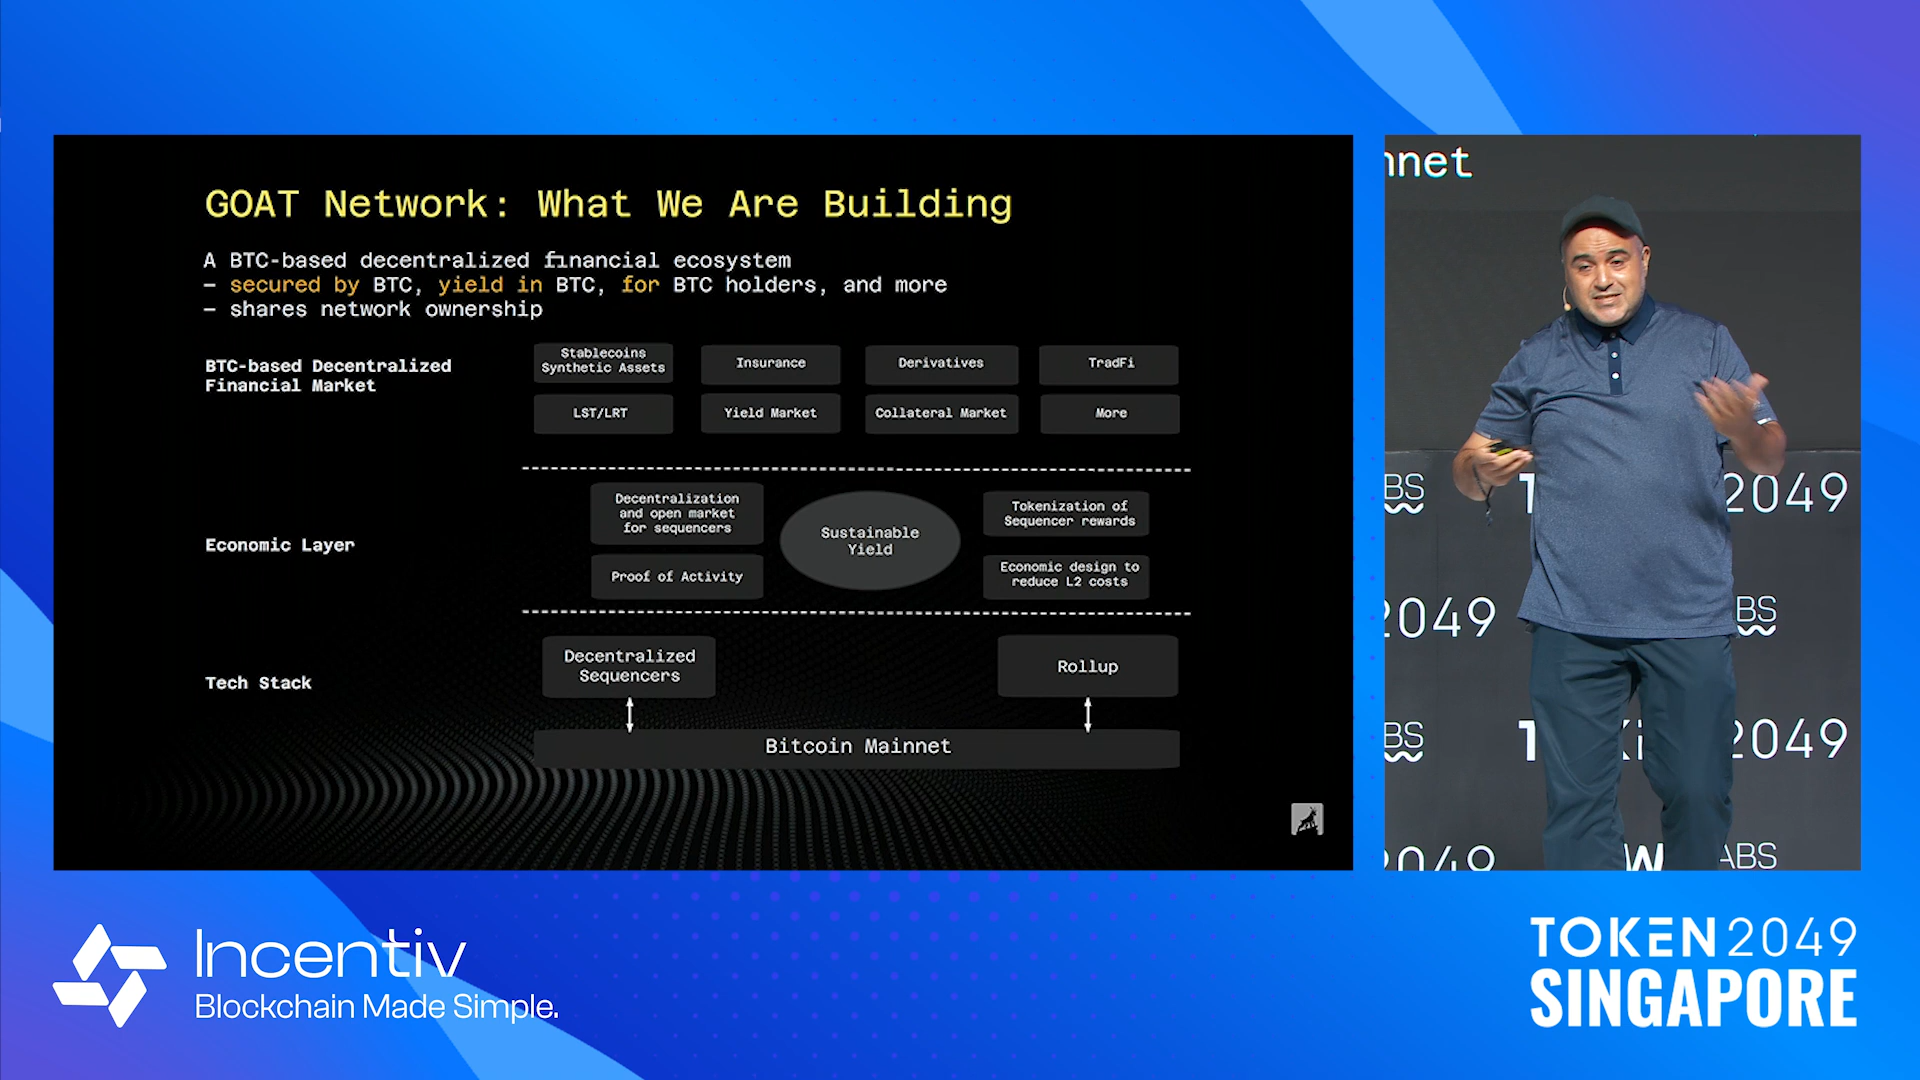 GOAT Network: What We Are Building
A BTC-based decentralized financial ecosystem
– secured by BTC, yield in BTC, for BTC holders, and more
– shares network ownership
BTC-based Decentralized
Financial Market
Stablecoins
Synthetic Assets
Insurance
Derivatives
TradFi
LST/LRT
Yield Market
Collateral Market
More
Economic Layer
Decentralization
and open market
for sequencers
Proof of Activity
Sustainable
Yield
Tokenization of
Sequencer rewards
Economic design to
reduce L2 costs
Tech Stack
Decentralized
Sequencers
Rollup
Bitcoin Mainnet
nnet
BS
2049
2049
BS
BS
2049
2049
W
ABS
Incentiv
Blockchain Made Simple.
TOKEN2049
SINGAPORE